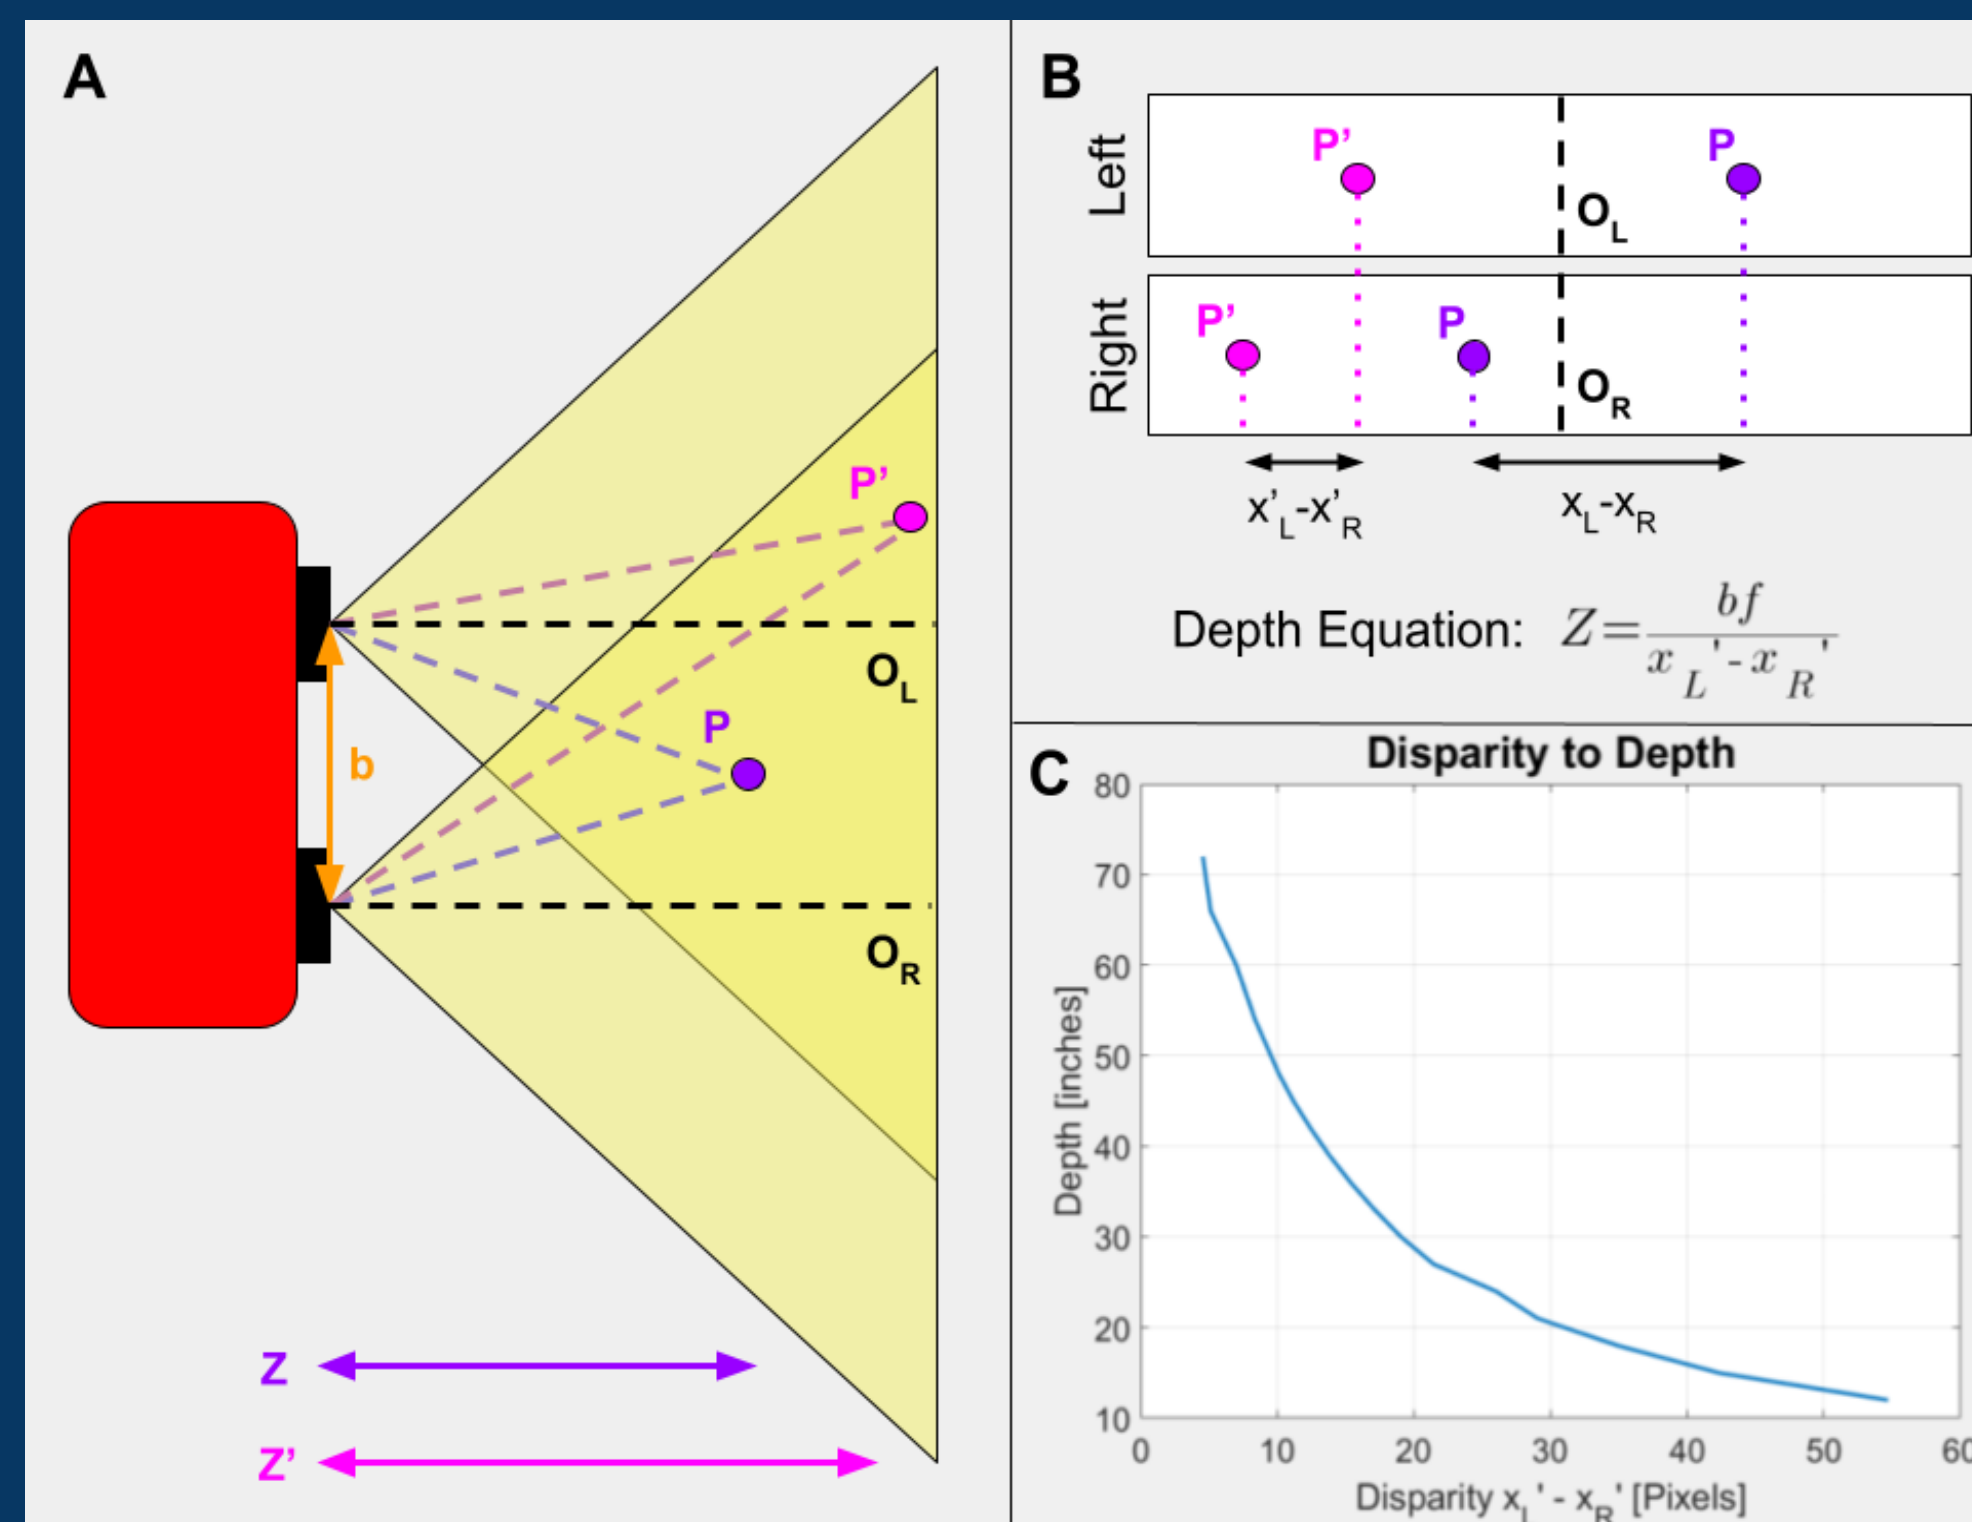 A
P’
O_L
P
b
O_R
Z
Z’
B
Left
P’
P
O_L
Right
P’
P
O_R
x’_L-x’_R
x_L-x_R
Depth Equation: Z=bf/(x_L'-x_R')
C
Disparity to Depth
Depth [inches]
80
70
60
50
40
30
20
10
0 10 20 30 40 50 60
Disparity x_L' - x_R' [Pixels]